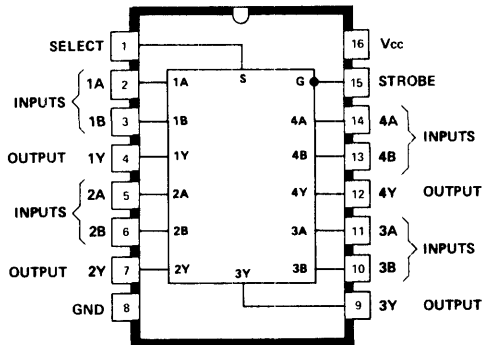 SELECT 1 16 Vcc
S
INPUTS 1A 2 1A G 15 STROBE
1B 3 1B 4A 14 4A INPUTS
OUTPUT 1Y 4 1Y 4B 13 4B
INPUTS 2A 5 2A 4Y 12 4Y OUTPUT
2B 6 2B 3A 11 3A INPUTS
OUTPUT 2Y 7 2Y 3Y 3B 10 3B
GND 8 9 3Y OUTPUT